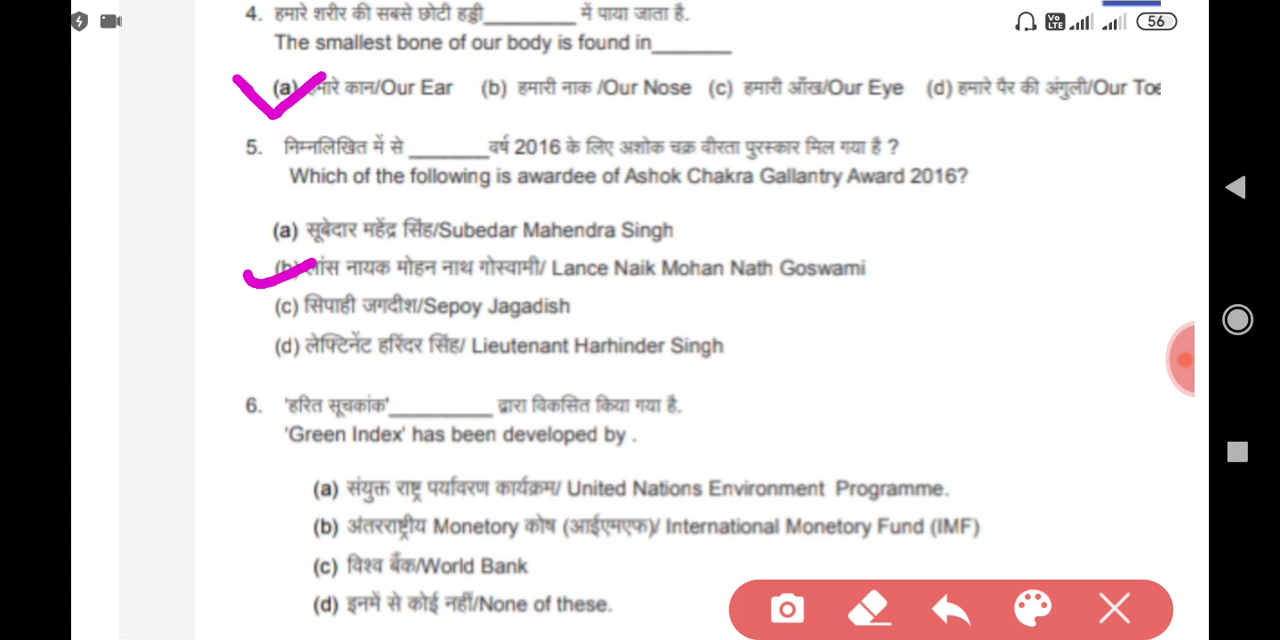 4. हमारे शरीर की सबसे छोटी हड्डी_________ में पाया जाता है.
The smallest bone of our body is found in________
56
(a) हमारे कान/Our Ear (b) हमारी नाक /Our Nose (c) हमारी आँख/Our Eye (d) हमारे पैर की अंगुली/Our Toe
5. निम्नलिखित में से ________वर्ष 2016 के लिए अशोक चक्र वीरता पुरस्कार मिल गया है ?
Which of the following is awardee of Ashok Chakra Gallantry Award 2016?
(a) सूबेदार महेंद्र सिंह/Subedar Mahendra Singh
(b) लांस नायक मोहन नाथ गोस्वामी/ Lance Naik Mohan Nath Goswami
(c) सिपाही जगदीश/Sepoy Jagadish
(d) लेफ्टिनेंट हरिंदर सिंह/ Lieutenant Harhinder Singh
6. 'हरित सूचकांक'__________ द्वारा विकसित किया गया है.
'Green Index' has been developed by .
(a) संयुक्त राष्ट्र पर्यावरण कार्यक्रम/ United Nations Environment Programme.
(b) अंतरराष्ट्रीय Monetory कोष (आईएमएफ)/ International Monetary Fund (IMF)
(c) विश्व बैंक/World Bank
(d) इनमें से कोई नहीं/None of these.